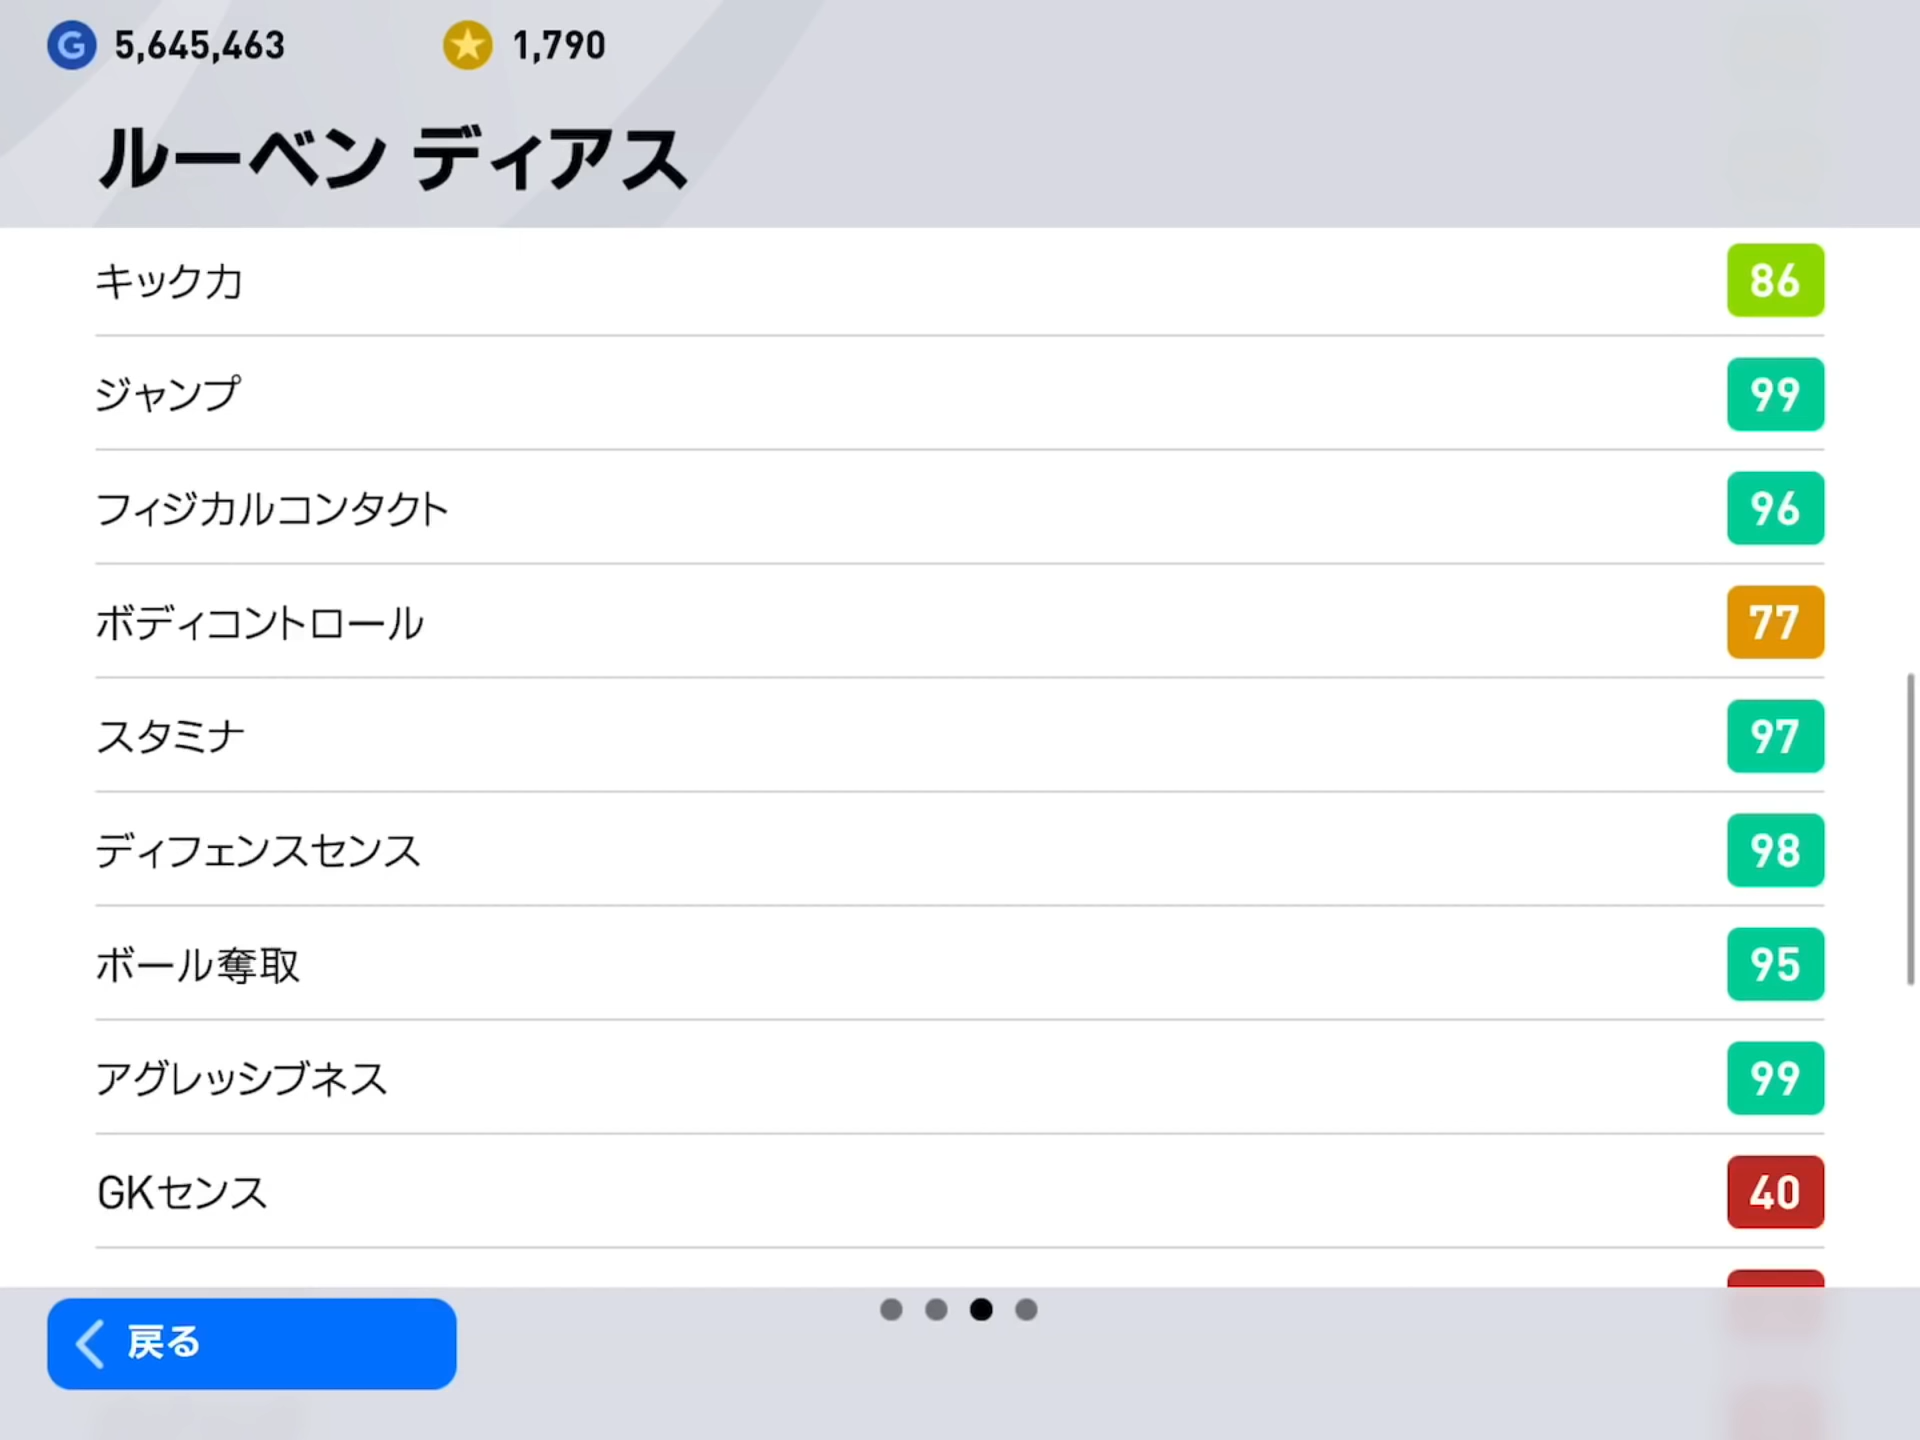 G 5,645,463 1,790
ルーベン ディアス
キック力 86
ジャンプ 99
フィジカルコンタクト 96
ボディコントロール 77
スタミナ 97
ディフェンスセンス 98
ボール奪取 95
アグレッシブネス 99
GKセンス 40
戻る